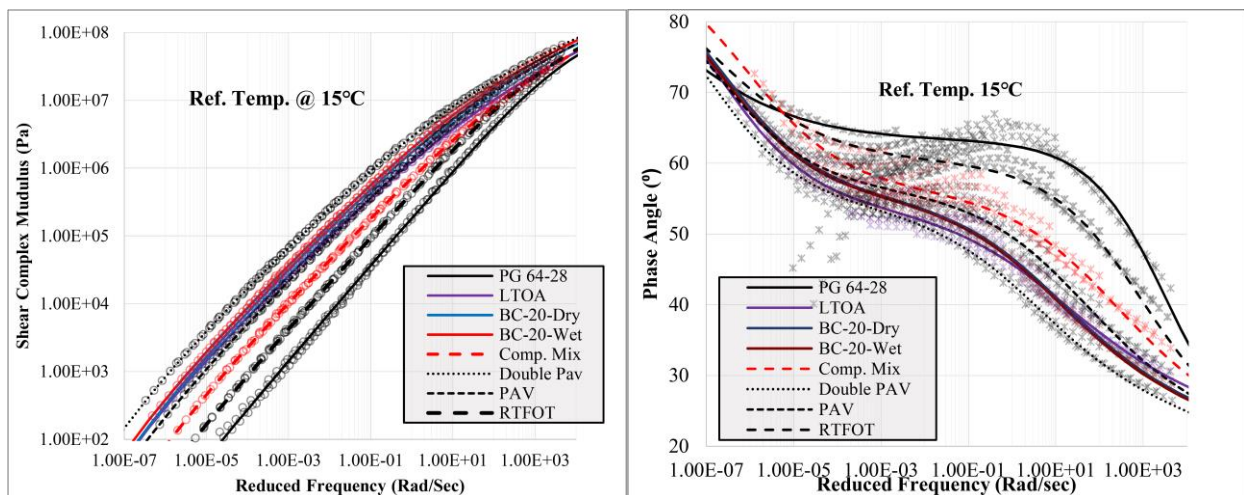 1.00E+08
1.00E+07
1.00E+06
1.00E+05
1.00E+04
1.00E+03
1.00E+02
Shear Complex Modulus (Pa)
Ref. Temp. @ 15°C
PG 64-28
LTOA
BC-20-Dry
BC-20-Wet
Comp. Mix
Double Pav
PAV
RTFOT
1.00E-07 1.00E-05 1.00E-03 1.00E-01 1.00E+01 1.00E+03
Reduced Frequency (Rad/Sec)
80
70
60
50
40
30
20
Phase Angle (⁰)
Ref. Temp. 15°C
PG 64-28
LTOA
BC-20-Dry
BC-20-Wet
Comp. Mix
Double PAV
PAV
RTFOT
1.00E-07 1.00E-05 1.00E-03 1.00E-01 1.00E+01 1.00E+03
Reduced Frequency (Rad/sec)